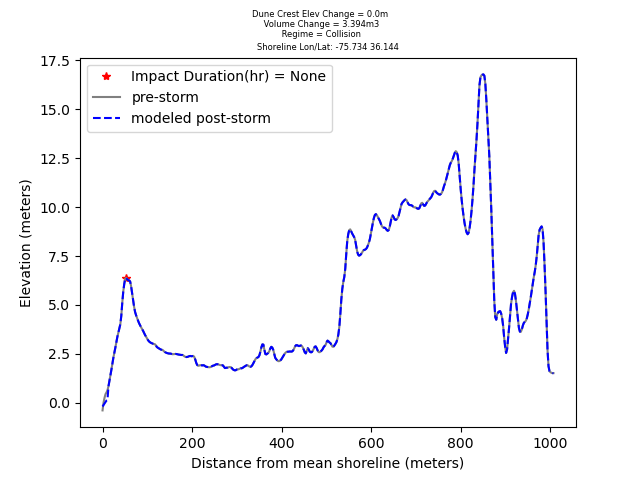 Dune Crest Elev Change = 0.0m
Volume Change = 3.394m3
Regime = Collision
Shoreline Lon/Lat: -75.734 36.144
17.5
15.0
12.5
10.0
7.5
5.0
2.5
0.0
Elevation (meters)
Impact Duration(hr) = None
pre-storm
modeled post-storm
0
200
400
600
800
1000
Distance from mean shoreline (meters)